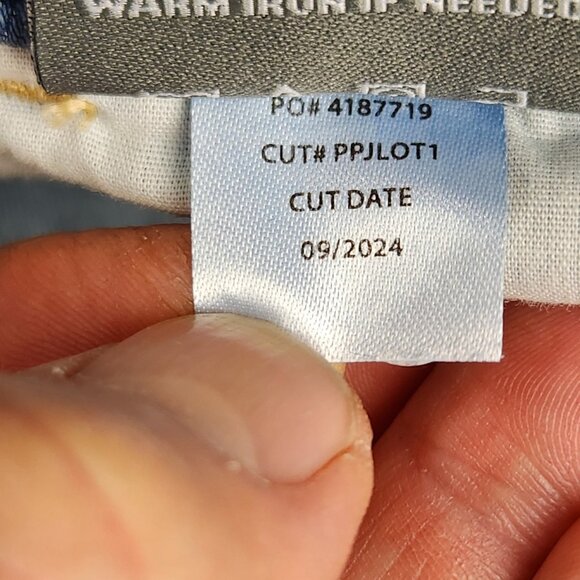 WARM IRON IF NEEDED
PO# 4187719
CUT# PPJLOT1
CUT DATE
09/2024